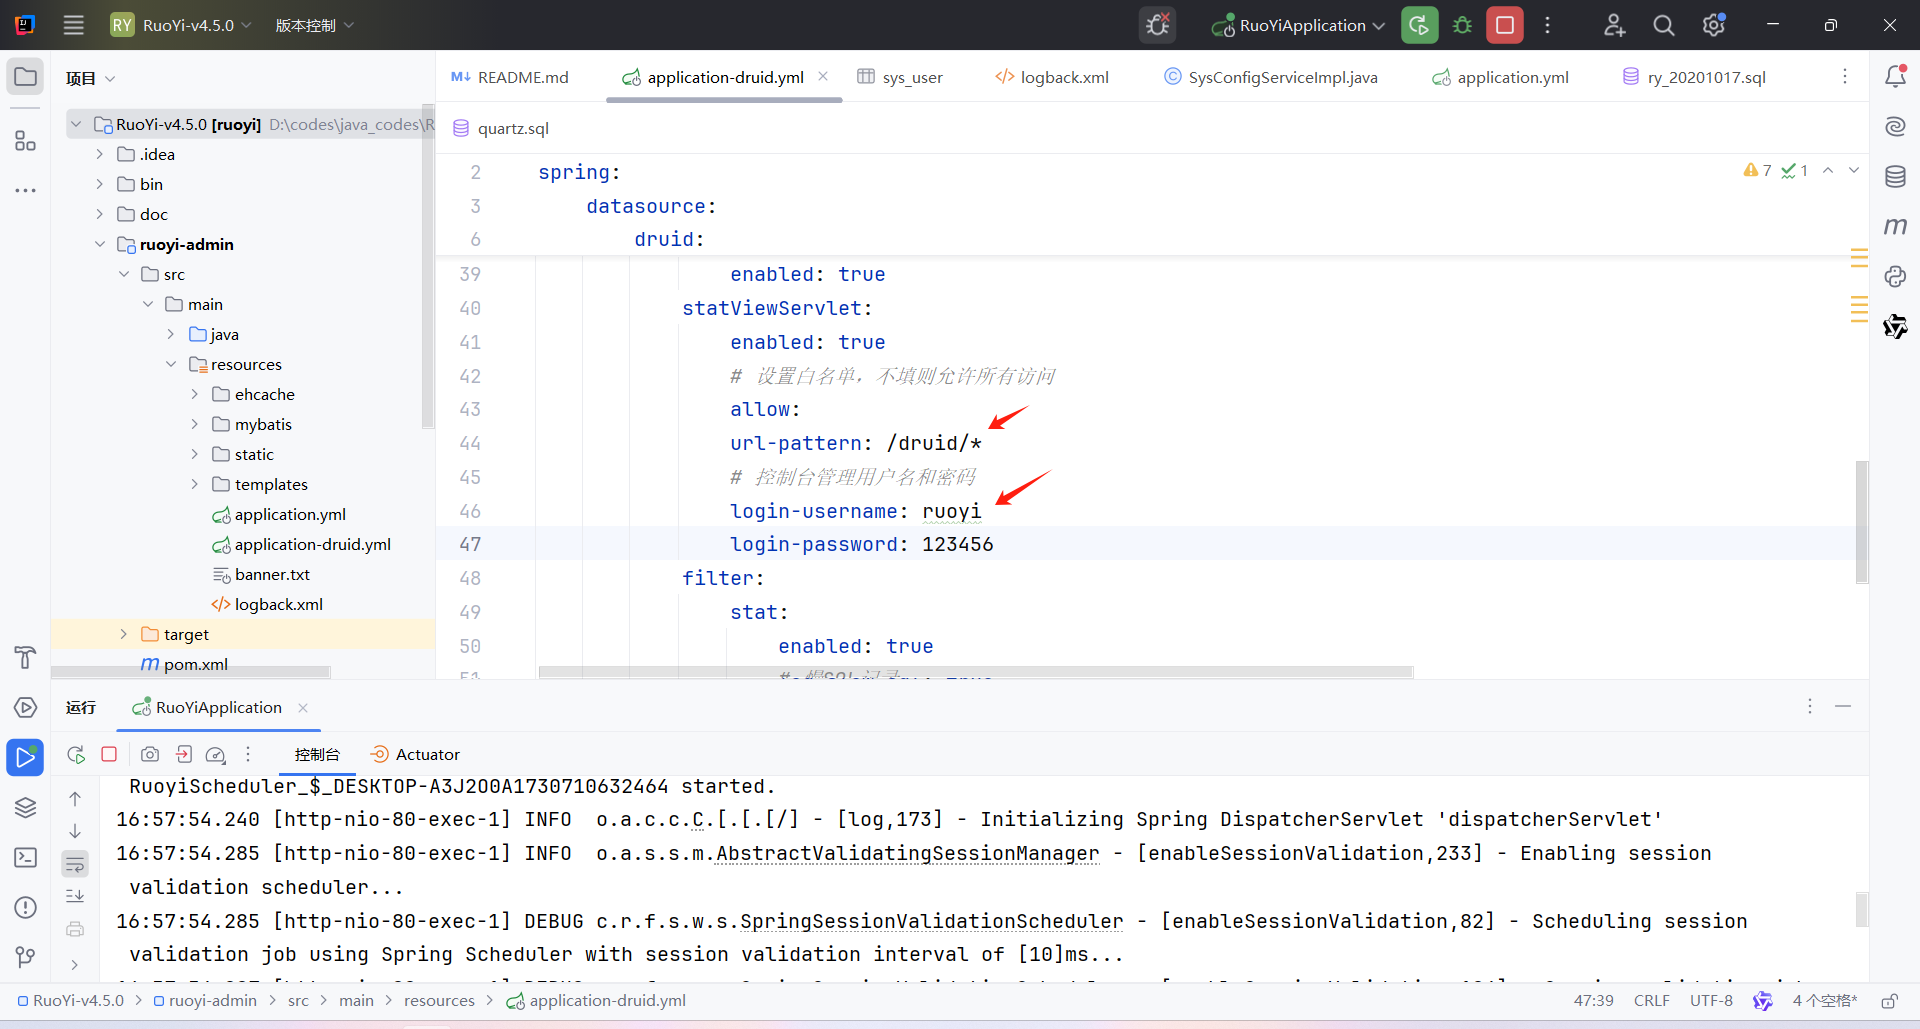 RY RuoYi-v4.5.0 版本控制 RuoYiApplication
项目
RuoYi-v4.5.0 [ruoyi] D:\codes\java_codes\R
.idea
bin
doc
ruoyi-admin
src
main
java
resources
ehcache
mybatis
static
templates
application.yml
application-druid.yml
banner.txt
logback.xml
target
pom.xml
README.md application-druid.yml sys_user logback.xml SysConfigServiceImpl.java application.yml ry_20201017.sql
quartz.sql
7 1
2 spring:
3 datasource:
6 druid:
39 enabled: true
40 statViewServlet:
41 enabled: true
42 # 设置白名单，不填则允许所有访问
43 allow:
44 url-pattern: /druid/*
45 # 控制台管理用户名和密码
46 login-username: ruoyi
47 login-password: 123456
48 filter:
49 stat:
50 enabled: true
51 # 慢SQL记录
运行 RuoYiApplication
控制台 Actuator
RuoyiScheduler_$_DESKTOP-A3J2O0A1730710632464 started.
16:57:54.240 [http-nio-80-exec-1] INFO  o.a.c.c.C.[.[.[/] - [log,173] - Initializing Spring DispatcherServlet 'dispatcherServlet'
16:57:54.285 [http-nio-80-exec-1] INFO  o.a.s.s.m.AbstractValidatingSessionManager - [enableSessionValidation,233] - Enabling session
validation scheduler...
16:57:54.285 [http-nio-80-exec-1] DEBUG c.r.f.s.w.s.SpringSessionValidationScheduler - [enableSessionValidation,82] - Scheduling session
validation job using Spring Scheduler with session validation interval of [10]ms...
RuoYi-v4.5.0 > ruoyi-admin > src > main > resources > application-druid.yml 47:39 CRLF UTF-8 4 个空格*